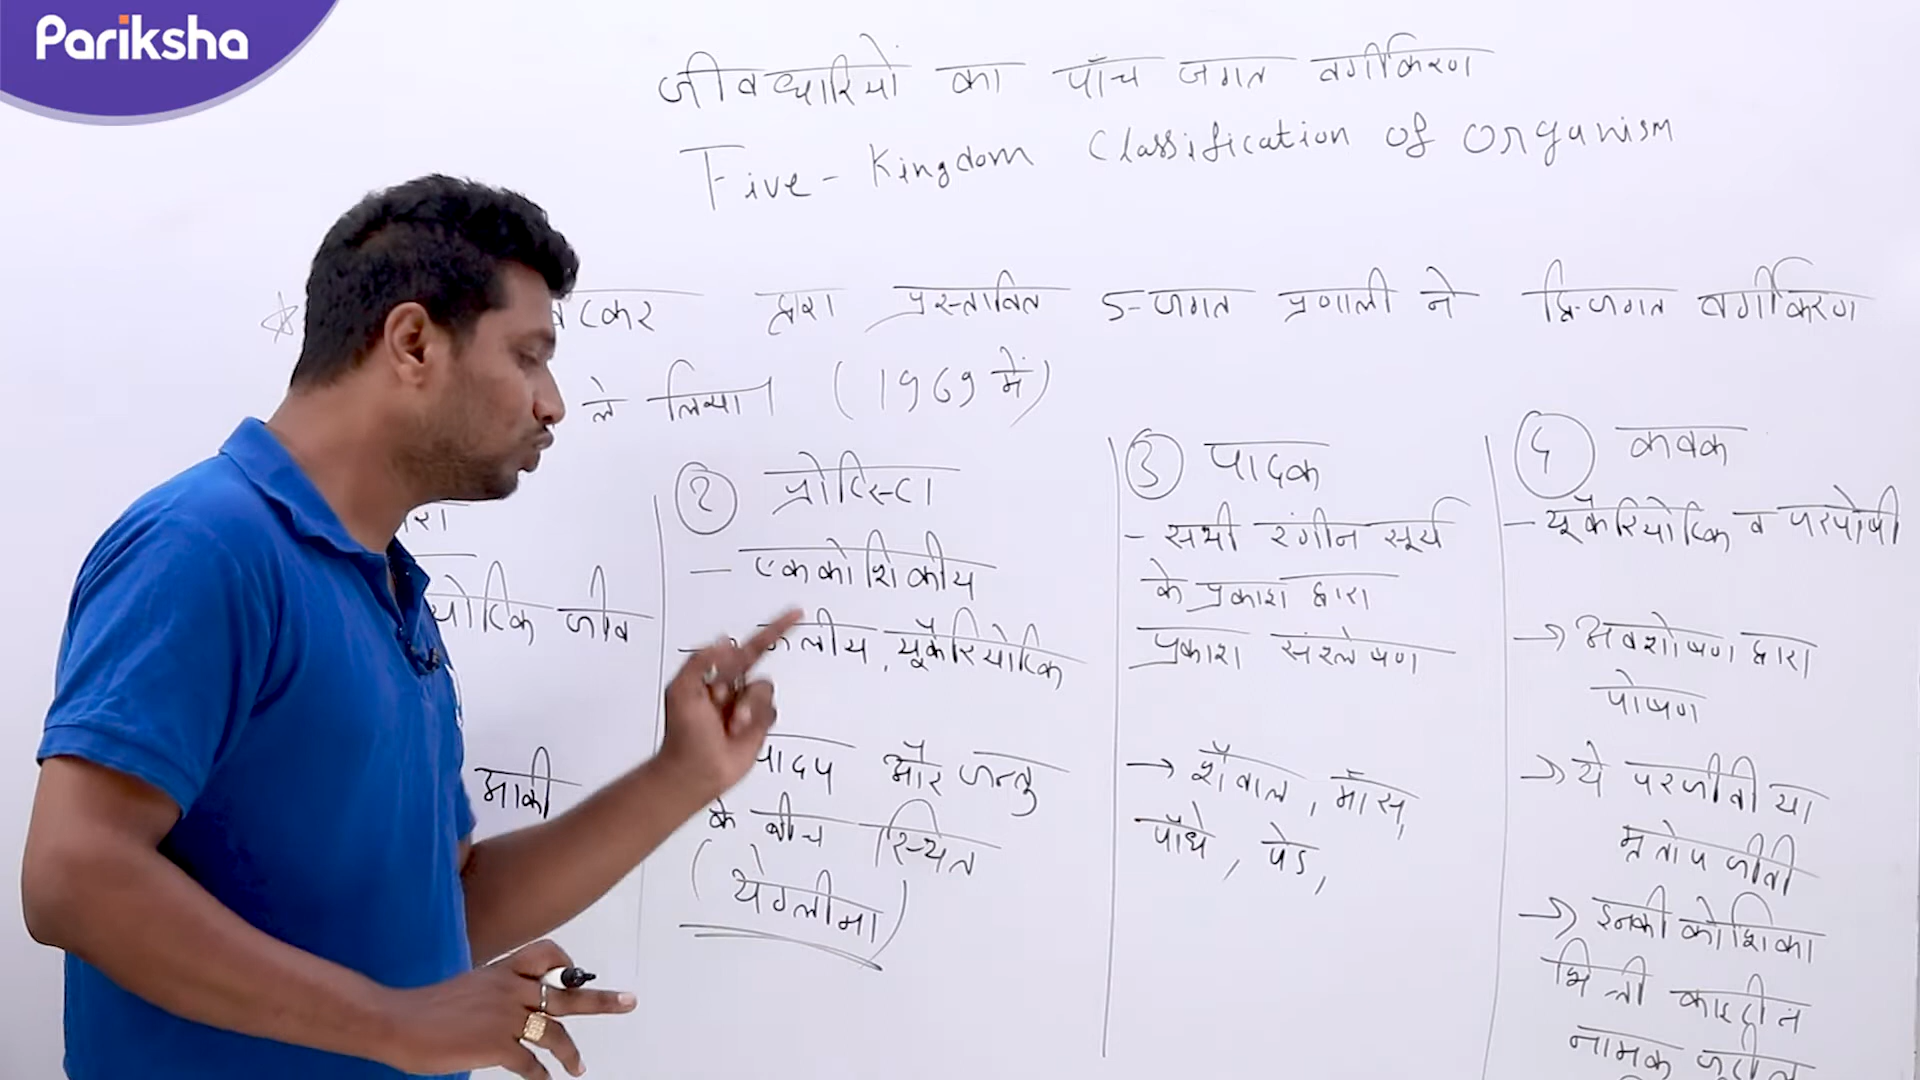 Pariksha
जीवधारियों का पाँच जगत वर्गीकरण
Five- Kingdom Classification of Organism
द्वारा प्रस्तावित 5-जगत प्रणाली ने द्वि-जगत वर्गीकरण
ले लिया। (1969 में)
योटिक जीव
आर्की
2 प्रोटिस्टा
- एककोशिकीय
यूकैरियोटिक
पादप और जन्तु
के बीच स्थित
(यूग्लीना)
3 पादक
- सभी रंगीन सूर्य
के प्रकाश द्वारा
प्रकाश संश्लेषण
→ शैवाल, मॉस,
पौधे, पेड,
4 कवक
- यूकैरियोटिक व परपोषी
→ अवशोषण द्वारा
पोषण
→ ये परजीवी या
मृतोपजीवी
→ इनकी कोशिका
भित्ती काइटीन
नामक